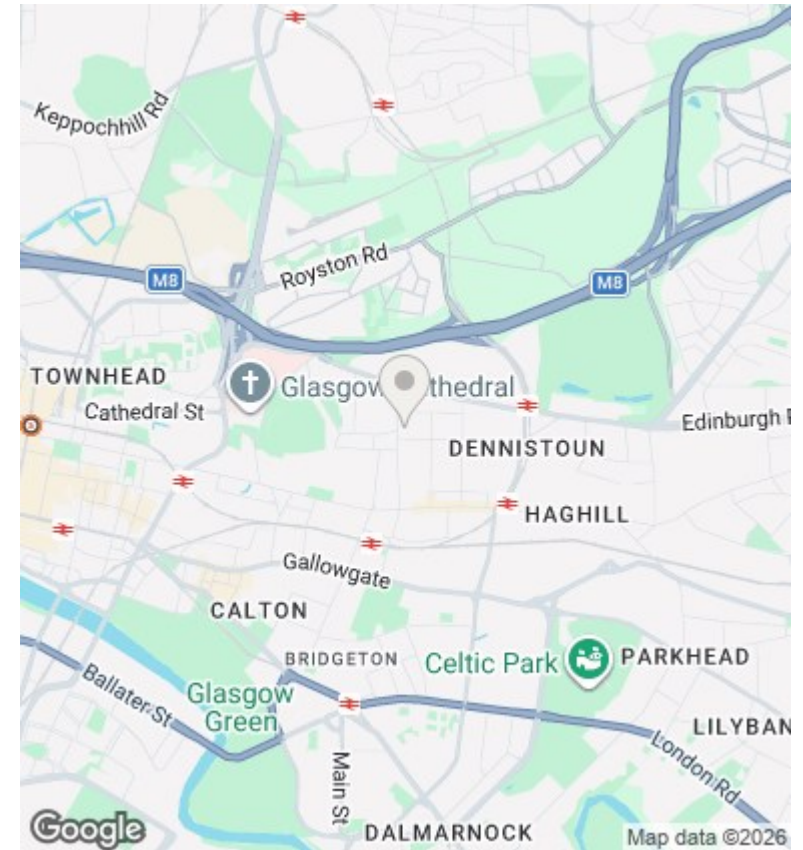 Keppochhill Rd
Royston Rd
M8
M8
TOWNHEAD
Glasgow Cathedral
Cathedral St
Edinburgh
DENNISTOUN
HAGHILL
Gallowgate
CALTON
BRIDGETON
Celtic Park
PARKHEAD
Ballater St
Glasgow
Green
LILYBAN
London Rd
Main St
DALMARNOCK
Google
Map data ©2026